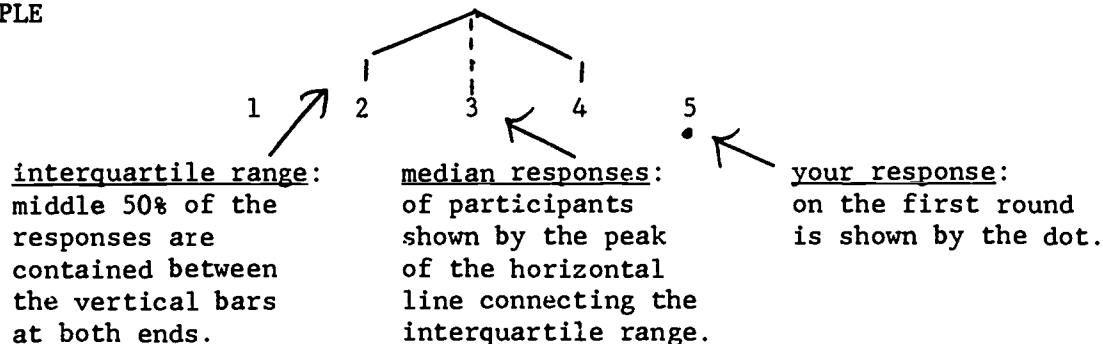 PLE
1 2 3 4 5
interquartile range:
middle 50% of the
responses are
contained between
the vertical bars
at both ends.
median responses:
of participants
shown by the peak
of the horizontal
line connecting the
interquartile range.
your response:
on the first round
is shown by the dot.